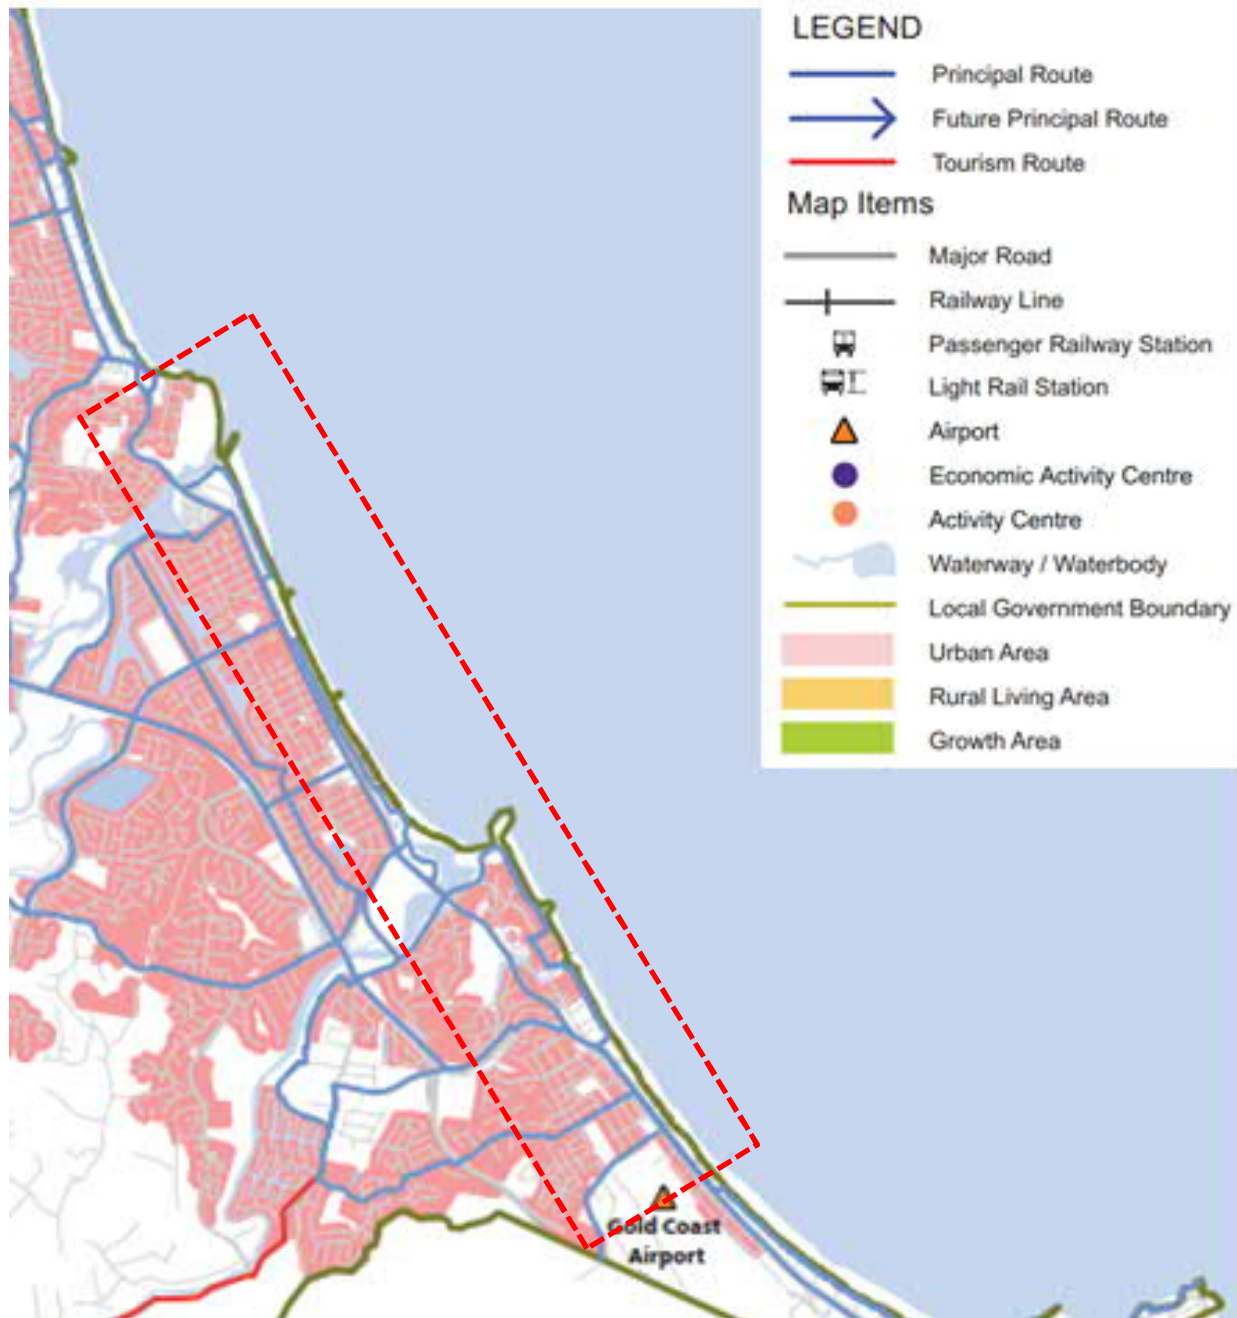 LEGEND
Principal Route
Future Principal Route
Tourism Route
Map Items
Major Road
Railway Line
Passenger Railway Station
Light Rail Station
Airport
Economic Activity Centre
Activity Centre
Waterway / Waterbody
Local Government Boundary
Urban Area
Rural Living Area
Growth Area
Gold Coast
Airport